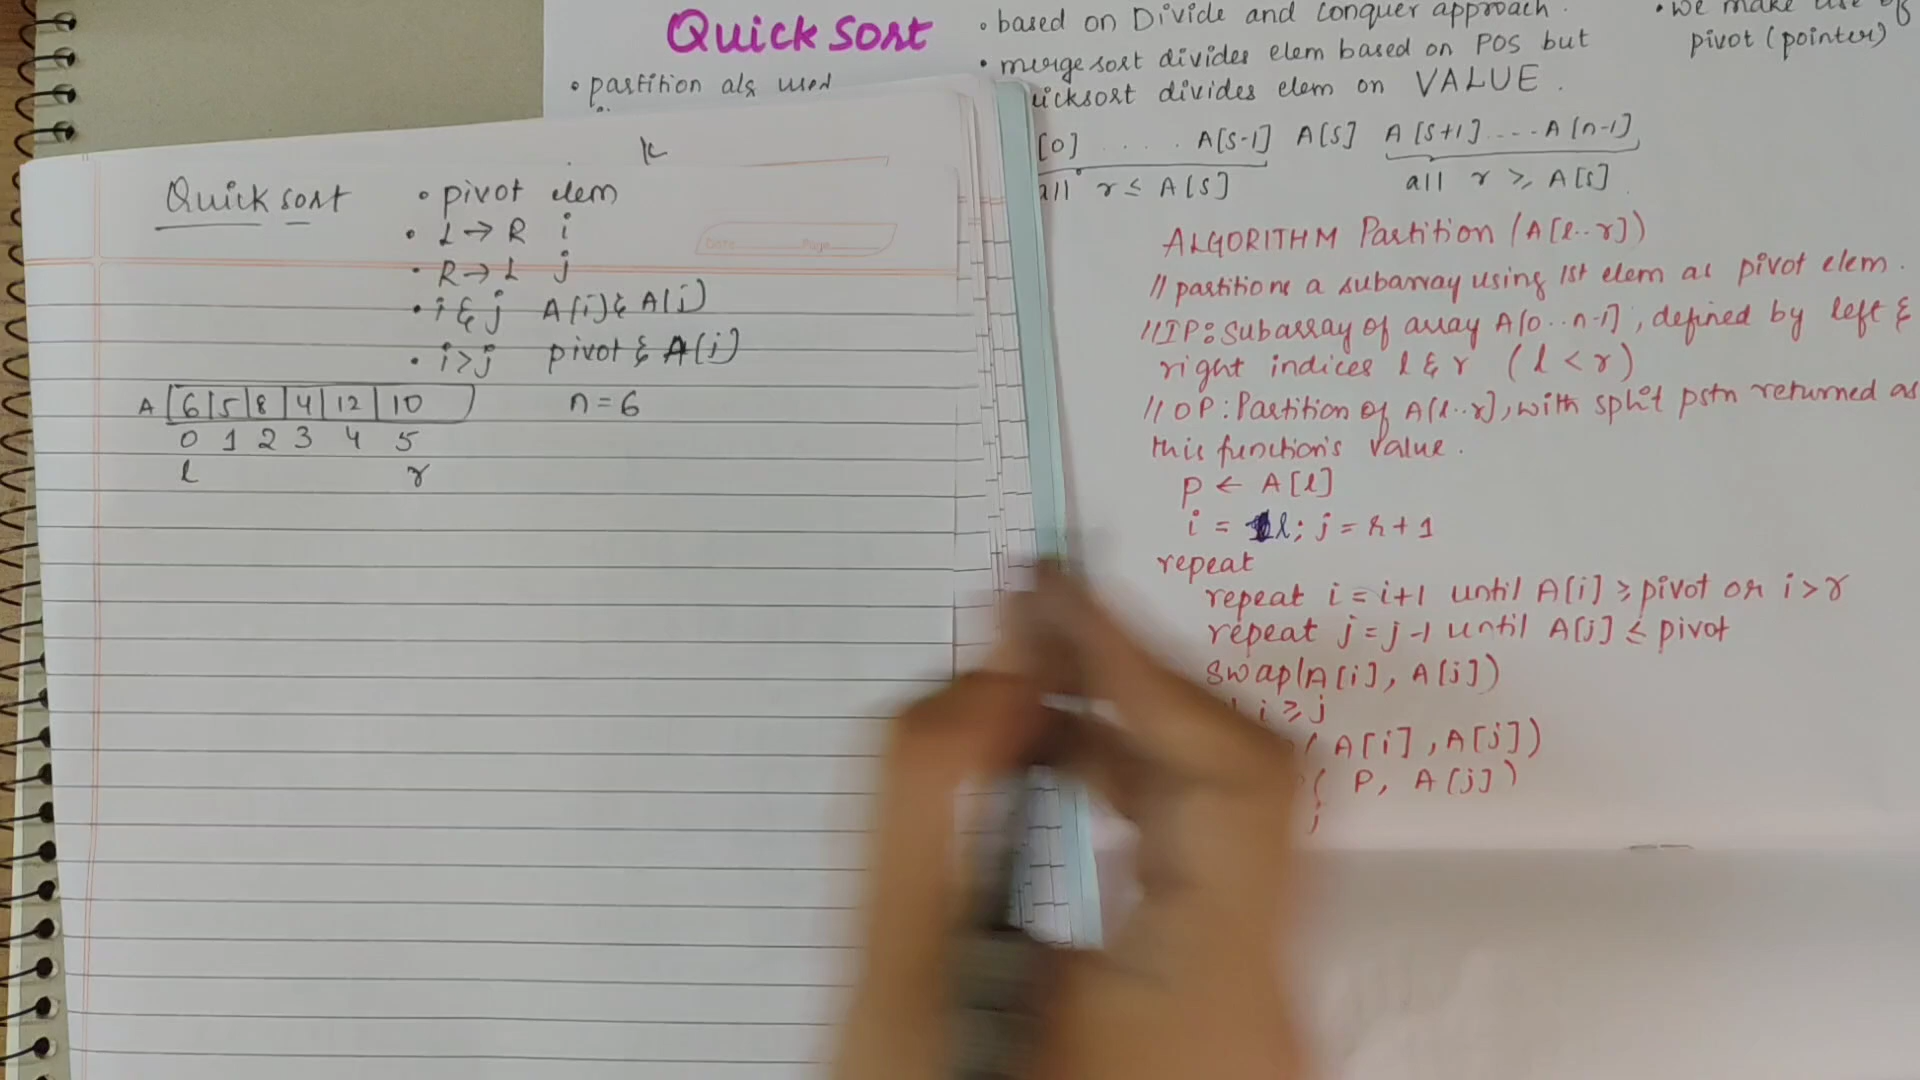 Quick sort
• based on Divide and Conquer approach.
• merge sort divides elem based on POS but
uicksort divides elem on VALUE.
• we make use of
pivot (pointer)
• partition alg used
[0] .... A[s-1] A[s] A[s+1] .... A[n-1]
all r ≤ A[s] all r ≥ A[s]
ALGORITHM Partition (A[l..r])
// partitions a subarray using 1st elem as pivot elem.
// IP: Subarray of array A[0..n-1], defined by left &
right indices l & r (l < r)
// OP: Partition of A[l..r], with split pstn returned as
this function's value.
P ← A[l]
i = l; j = r + 1
repeat
repeat i = i+1 until A[i] ≥ pivot or i > r
repeat j = j-1 until A[j] ≤ pivot
swap(A[i], A[j])
i ≥ j
( A[i], A[j])
( P, A[j])
j
Quick sort
• pivot elem
• L → R i
• R → L j
• i & j A[i] & A[j]
• i > j pivot & A[j]
A 6 5 8 4 12 10 n = 6
0 1 2 3 4 5
l r
Date Page